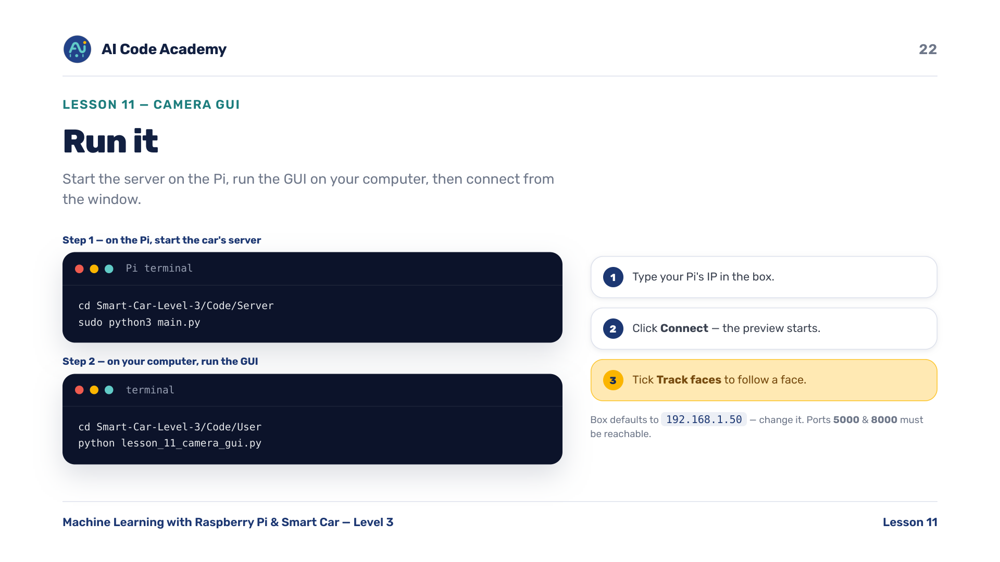 AI Code Academy
22
LESSON 11 — CAMERA GUI
Run it
Start the server on the Pi, run the GUI on your computer, then connect from
the window.
Step 1 — on the Pi, start the car's server
Pi terminal
cd Smart-Car-Level-3/Code/Server
sudo python3 main.py
Step 2 — on your computer, run the GUI
terminal
cd Smart-Car-Level-3/Code/User
python lesson_11_camera_gui.py
1 Type your Pi's IP in the box.
2 Click Connect — the preview starts.
3 Tick Track faces to follow a face.
Box defaults to 192.168.1.50 — change it. Ports 5000 & 8000 must
be reachable.
Machine Learning with Raspberry Pi & Smart Car — Level 3
Lesson 11